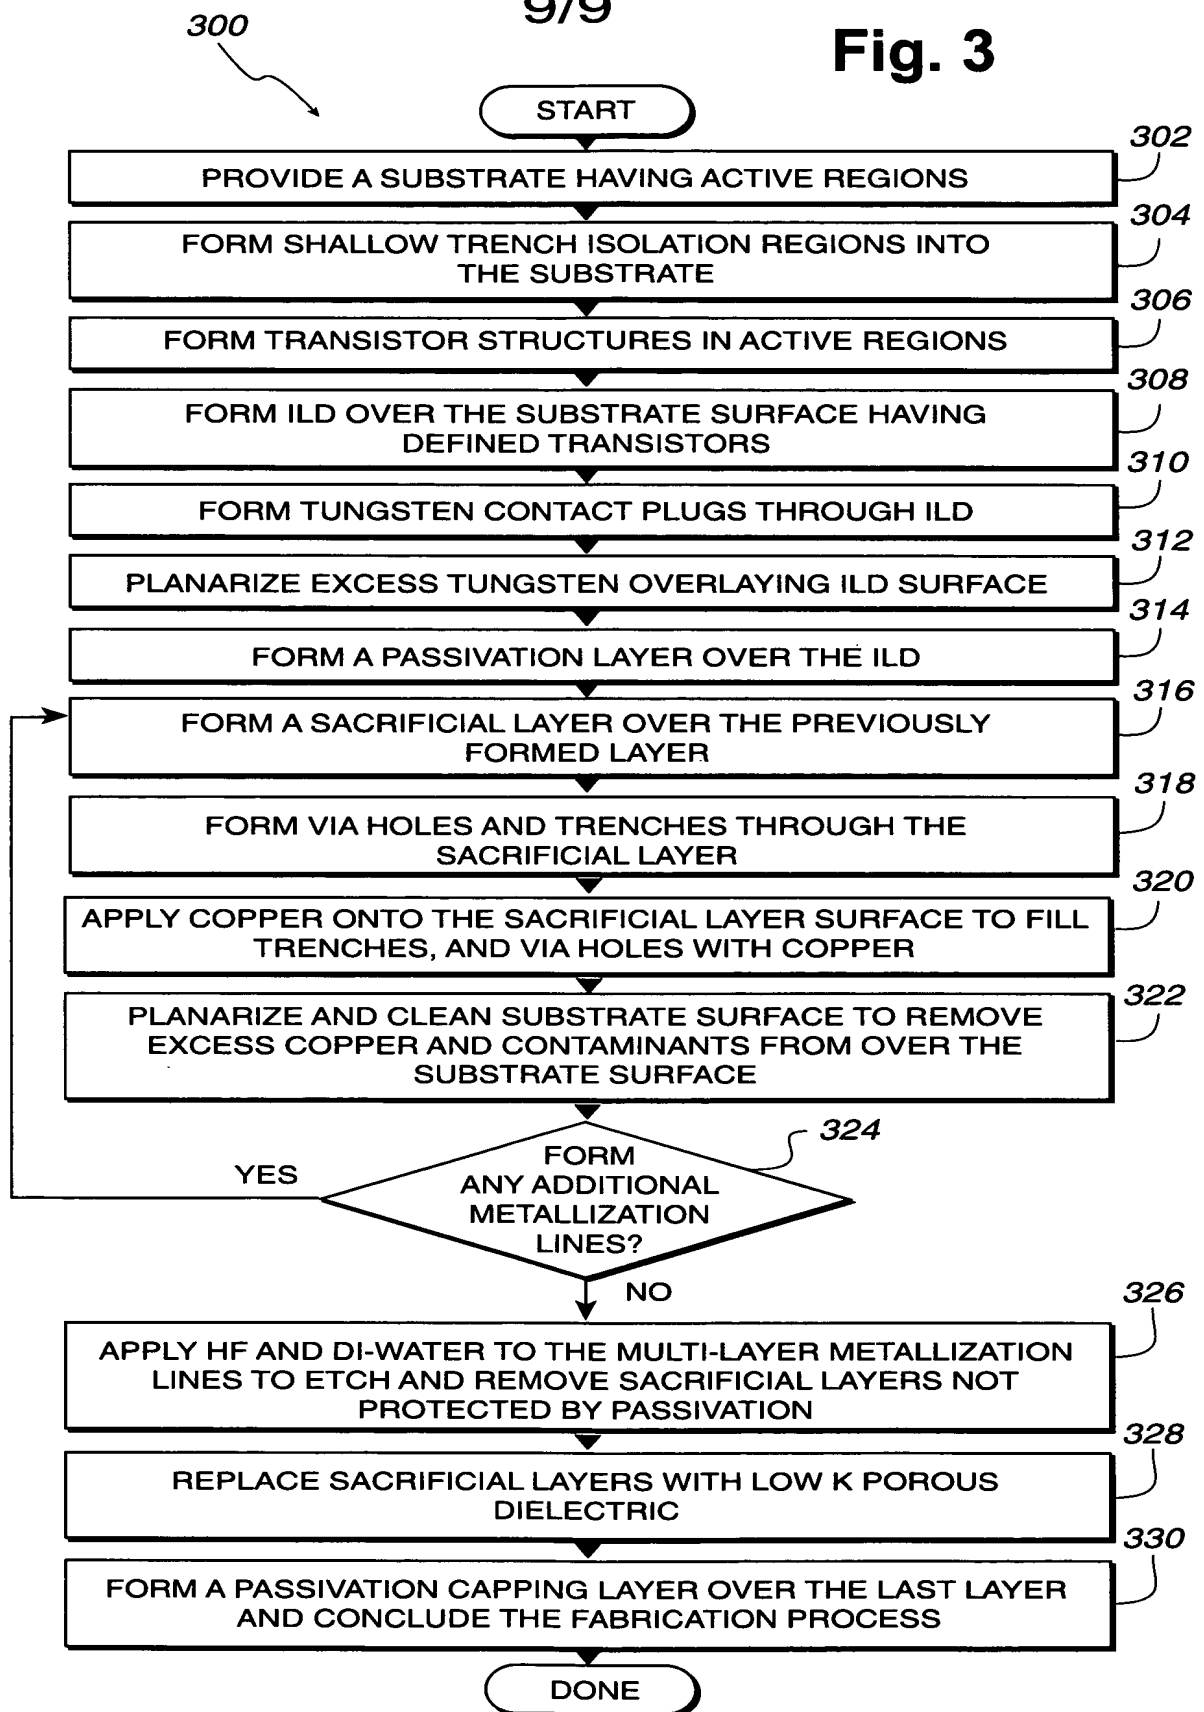 9/9
300
Fig. 3
START
302
PROVIDE A SUBSTRATE HAVING ACTIVE REGIONS
304
FORM SHALLOW TRENCH ISOLATION REGIONS INTO
THE SUBSTRATE
306
FORM TRANSISTOR STRUCTURES IN ACTIVE REGIONS
308
FORM ILD OVER THE SUBSTRATE SURFACE HAVING
DEFINED TRANSISTORS
310
FORM TUNGSTEN CONTACT PLUGS THROUGH ILD
312
PLANARIZE EXCESS TUNGSTEN OVERLAYING ILD SURFACE
314
FORM A PASSIVATION LAYER OVER THE ILD
316
FORM A SACRIFICIAL LAYER OVER THE PREVIOUSLY
FORMED LAYER
318
FORM VIA HOLES AND TRENCHES THROUGH THE
SACRIFICIAL LAYER
320
APPLY COPPER ONTO THE SACRIFICIAL LAYER SURFACE TO FILL
TRENCHES, AND VIA HOLES WITH COPPER
322
PLANARIZE AND CLEAN SUBSTRATE SURFACE TO REMOVE
EXCESS COPPER AND CONTAMINANTS FROM OVER THE
SUBSTRATE SURFACE
324
YES
FORM
ANY ADDITIONAL
METALLIZATION
LINES?
NO
326
APPLY HF AND DI-WATER TO THE MULTI-LAYER METALLIZATION
LINES TO ETCH AND REMOVE SACRIFICIAL LAYERS NOT
PROTECTED BY PASSIVATION
328
REPLACE SACRIFICIAL LAYERS WITH LOW K POROUS
DIELECTRIC
330
FORM A PASSIVATION CAPPING LAYER OVER THE LAST LAYER
AND CONCLUDE THE FABRICATION PROCESS
DONE